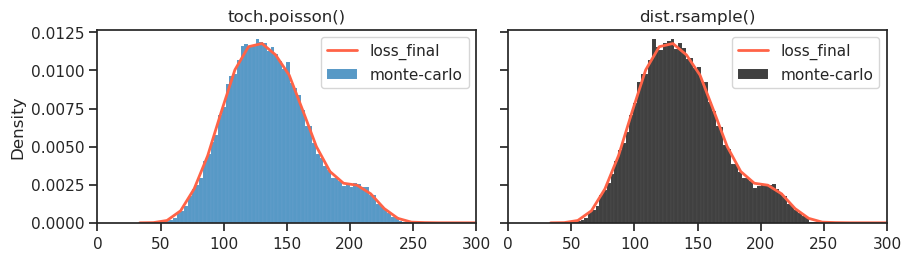 toch.poisson()
dist.rsample()
Density
0.0125
0.0100
0.0075
0.0050
0.0025
0.0000
loss_final
monte-carlo
loss_final
monte-carlo
0 50 100 150 200 250 300
0 50 100 150 200 250 300